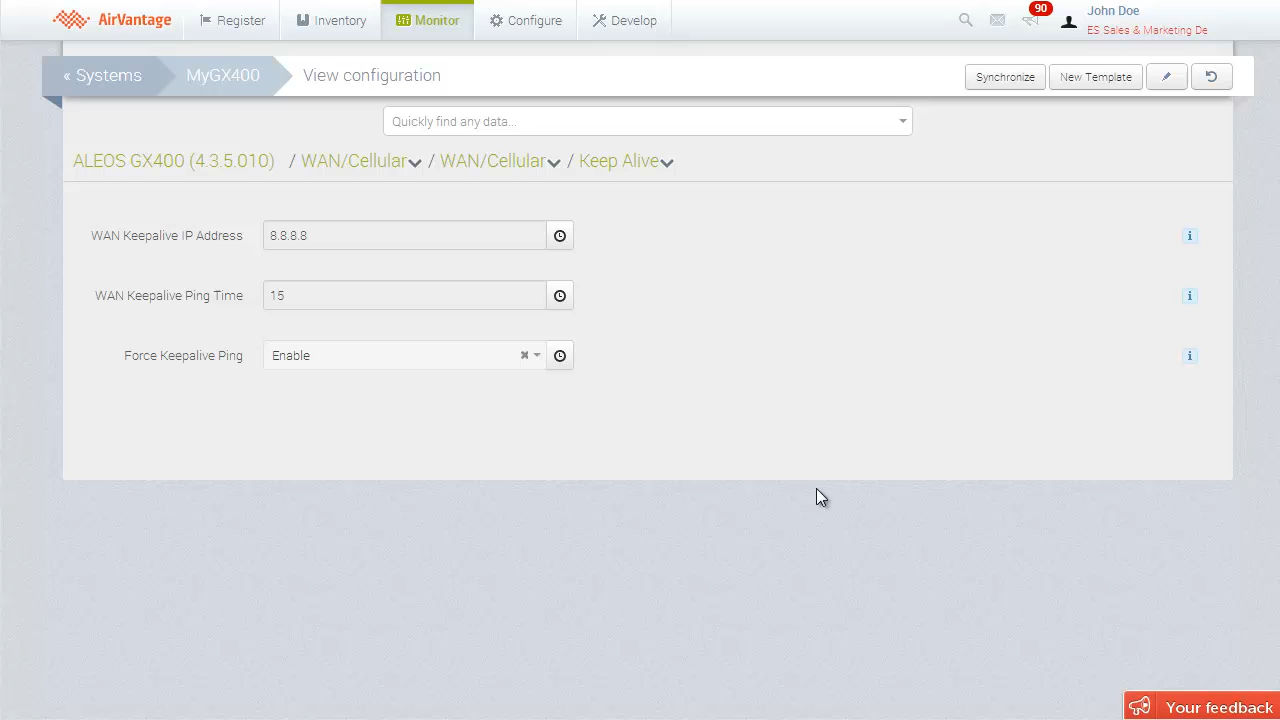 AirVantage Register Inventory Monitor Configure Develop 90 John Doe
ES Sales & Marketing De
« Systems MyGX400 View configuration Synchronize New Template
Quickly find any data...
ALEOS GX400 (4.3.5.010) / WAN/Cellular / WAN/Cellular / Keep Alive
WAN Keepalive IP Address 8.8.8.8
WAN Keepalive Ping Time 15
Force Keepalive Ping Enable
Your feedback